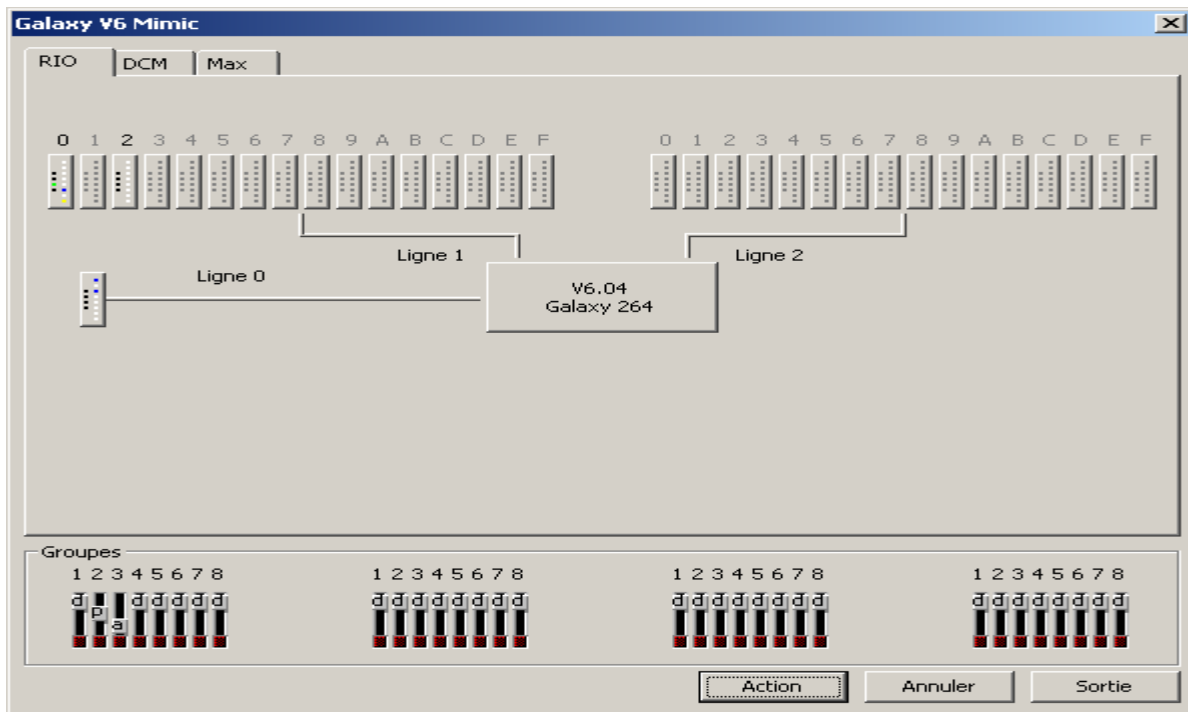 Galaxy V6 Mimic
RIO DCM Max
0 1 2 3 4 5 6 7 8 9 A B C D E F 0 1 2 3 4 5 6 7 8 9 A B C D E F
Ligne 1 Ligne 2
Ligne 0
V6.04
Galaxy 264
Groupes
1 2 3 4 5 6 7 8 1 2 3 4 5 6 7 8 1 2 3 4 5 6 7 8 1 2 3 4 5 6 7 8
d p a d d d d d d d d d d d d d d d d d d d d d d d d d d d d d
Action Annuler Sortie